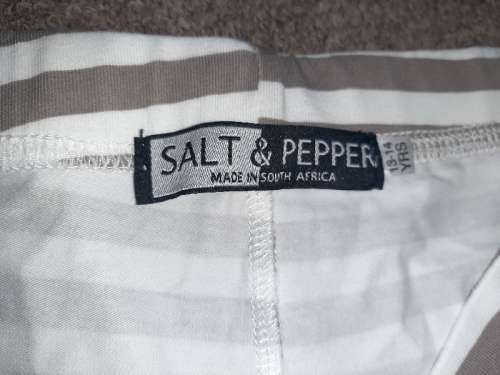 SALT & PEPPER
MADE IN SOUTH AFRICA
13-14
YRS